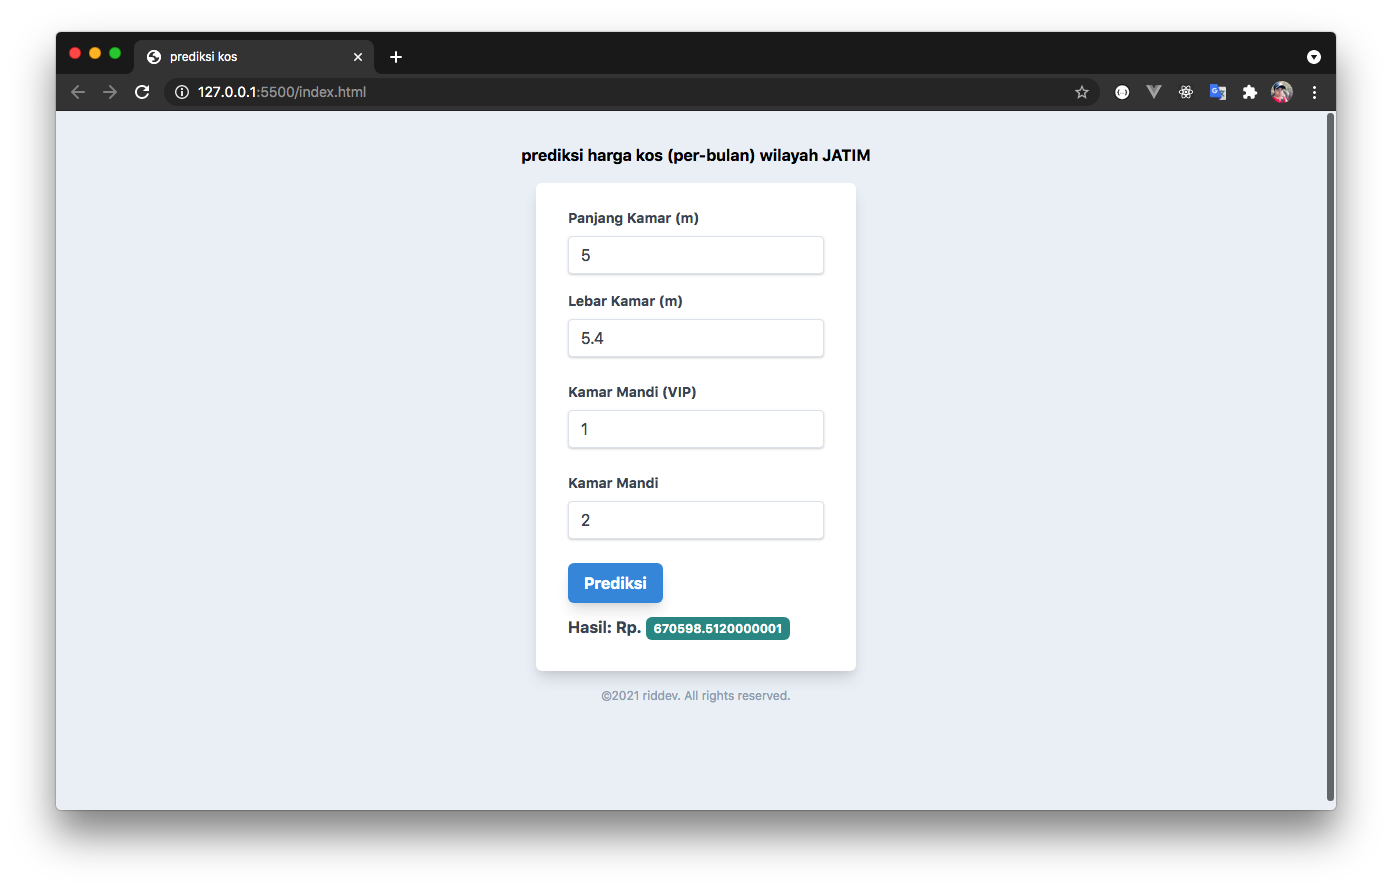 prediksi kos
127.0.0.1:5500/index.html
prediksi harga kos (per-bulan) wilayah JATIM
Panjang Kamar (m)
5
Lebar Kamar (m)
5.4
Kamar Mandi (VIP)
1
Kamar Mandi
2
Prediksi
Hasil: Rp. 670598.5120000001
©2021 riddev. All rights reserved.